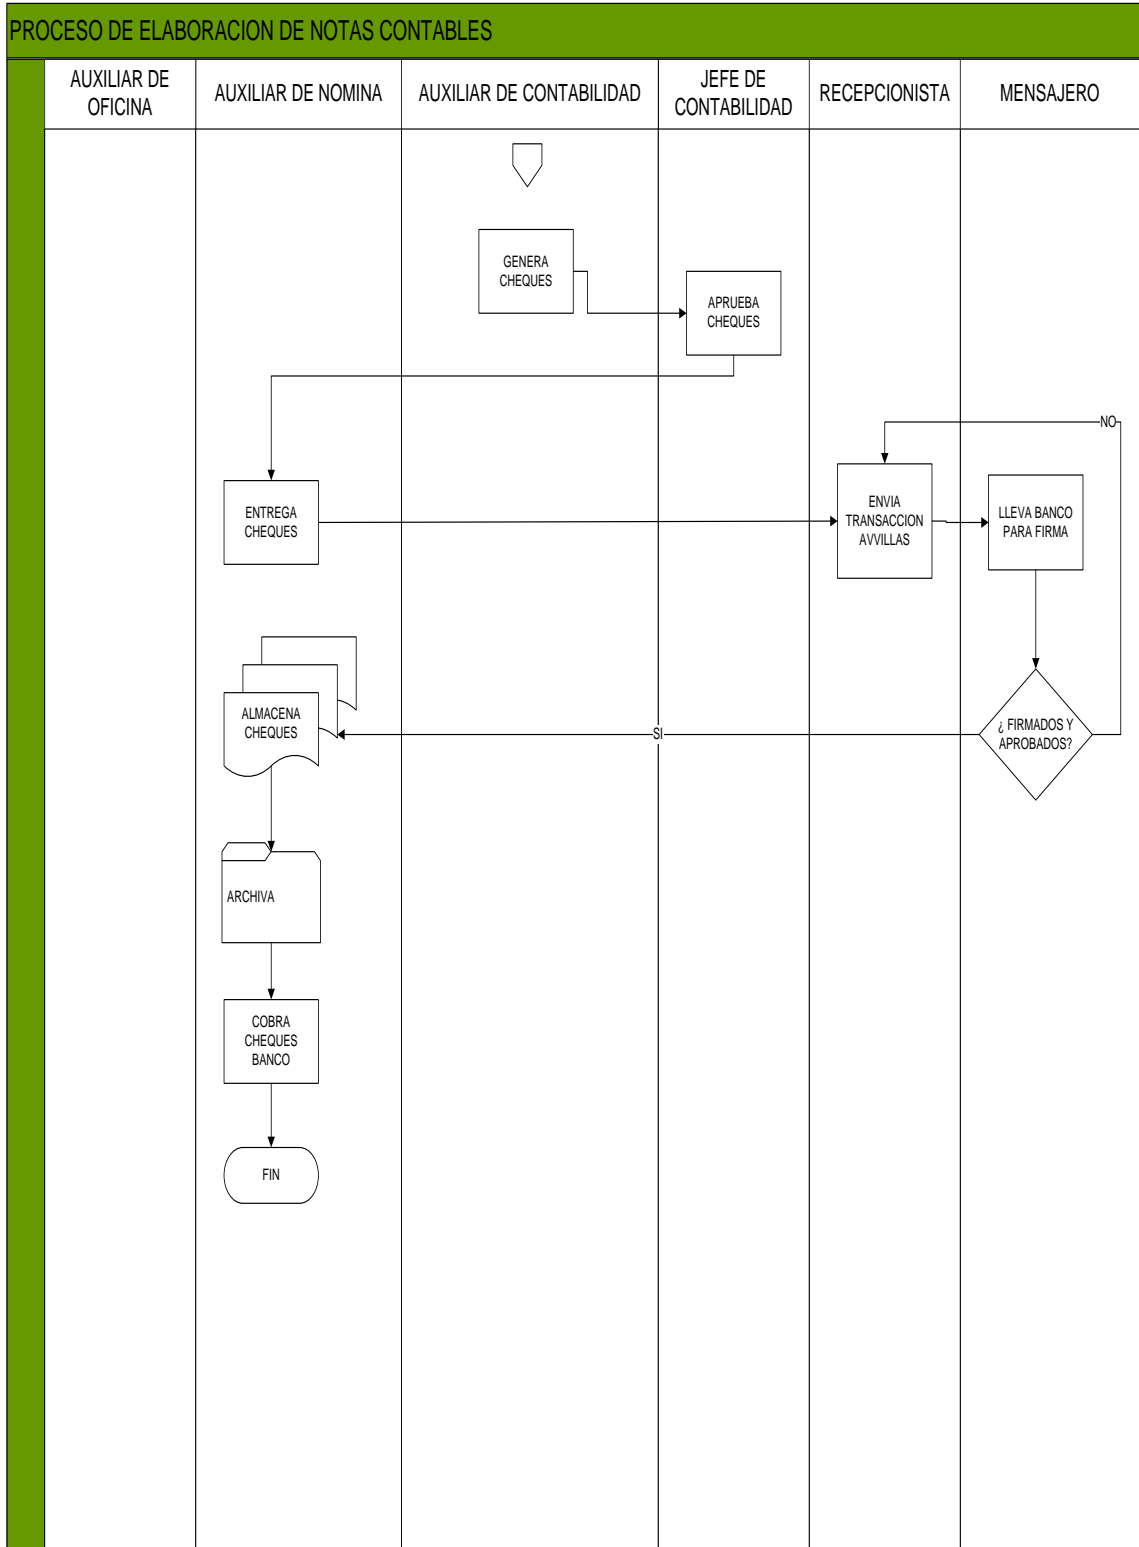 PROCESO DE ELABORACION DE NOTAS CONTABLES
AUXILIAR DE
OFICINA
AUXILIAR DE NOMINA
AUXILIAR DE CONTABILIDAD
JEFE DE
CONTABILIDAD
RECEPCIONISTA
MENSAJERO
GENERA
CHEQUES
APRUEBA
CHEQUES
NO
ENTREGA
CHEQUES
ENVIA
TRANSACCION
AVVILLAS
LLEVA BANCO
PARA FIRMA
ALMACENA
CHEQUES
SI
¿ FIRMADOS Y
APROBADOS?
ARCHIVA
COBRA
CHEQUES
BANCO
FIN